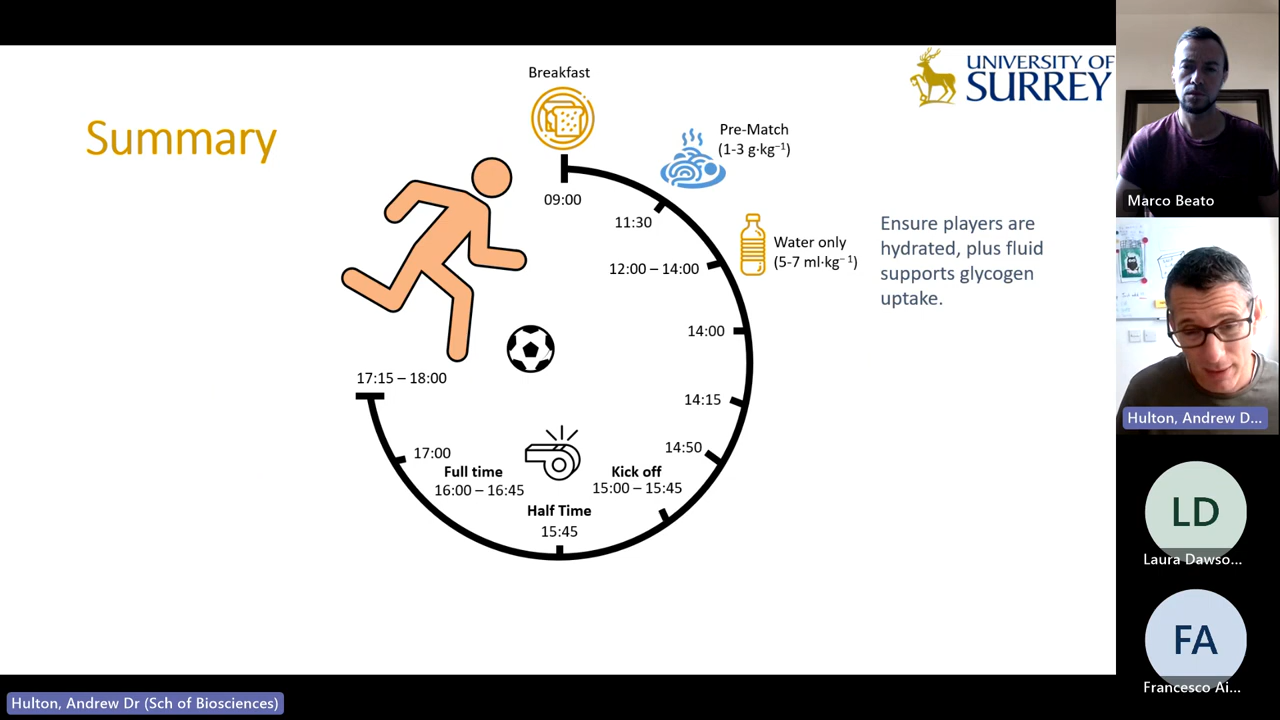 Breakfast
UNIVERSITY OF
SURREY
Summary
Pre-Match
(1-3 g·kg⁻¹)
09:00
11:30
Water only
(5-7 ml·kg⁻¹)
12:00 – 14:00
Ensure players are
hydrated, plus fluid
supports glycogen
uptake.
14:00
14:15
14:50
17:15 – 18:00
17:00
Full time
16:00 – 16:45
Kick off
15:00 – 15:45
Half Time
15:45
Marco Beato
Hulton, Andrew D...
LD
Laura Dawso...
FA
Francesco Ai...
Hulton, Andrew Dr (Sch of Biosciences)